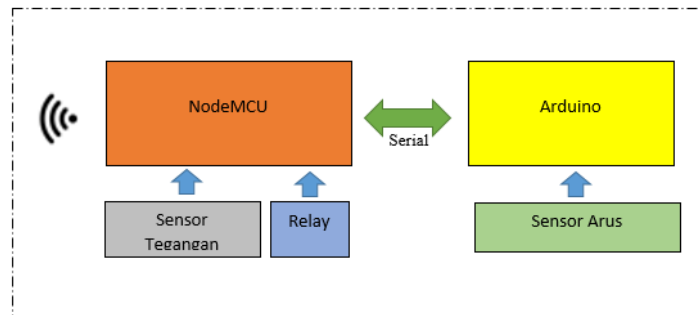 NodeMCU
Arduino
Serial
Sensor
Tegangan
Relay
Sensor Arus